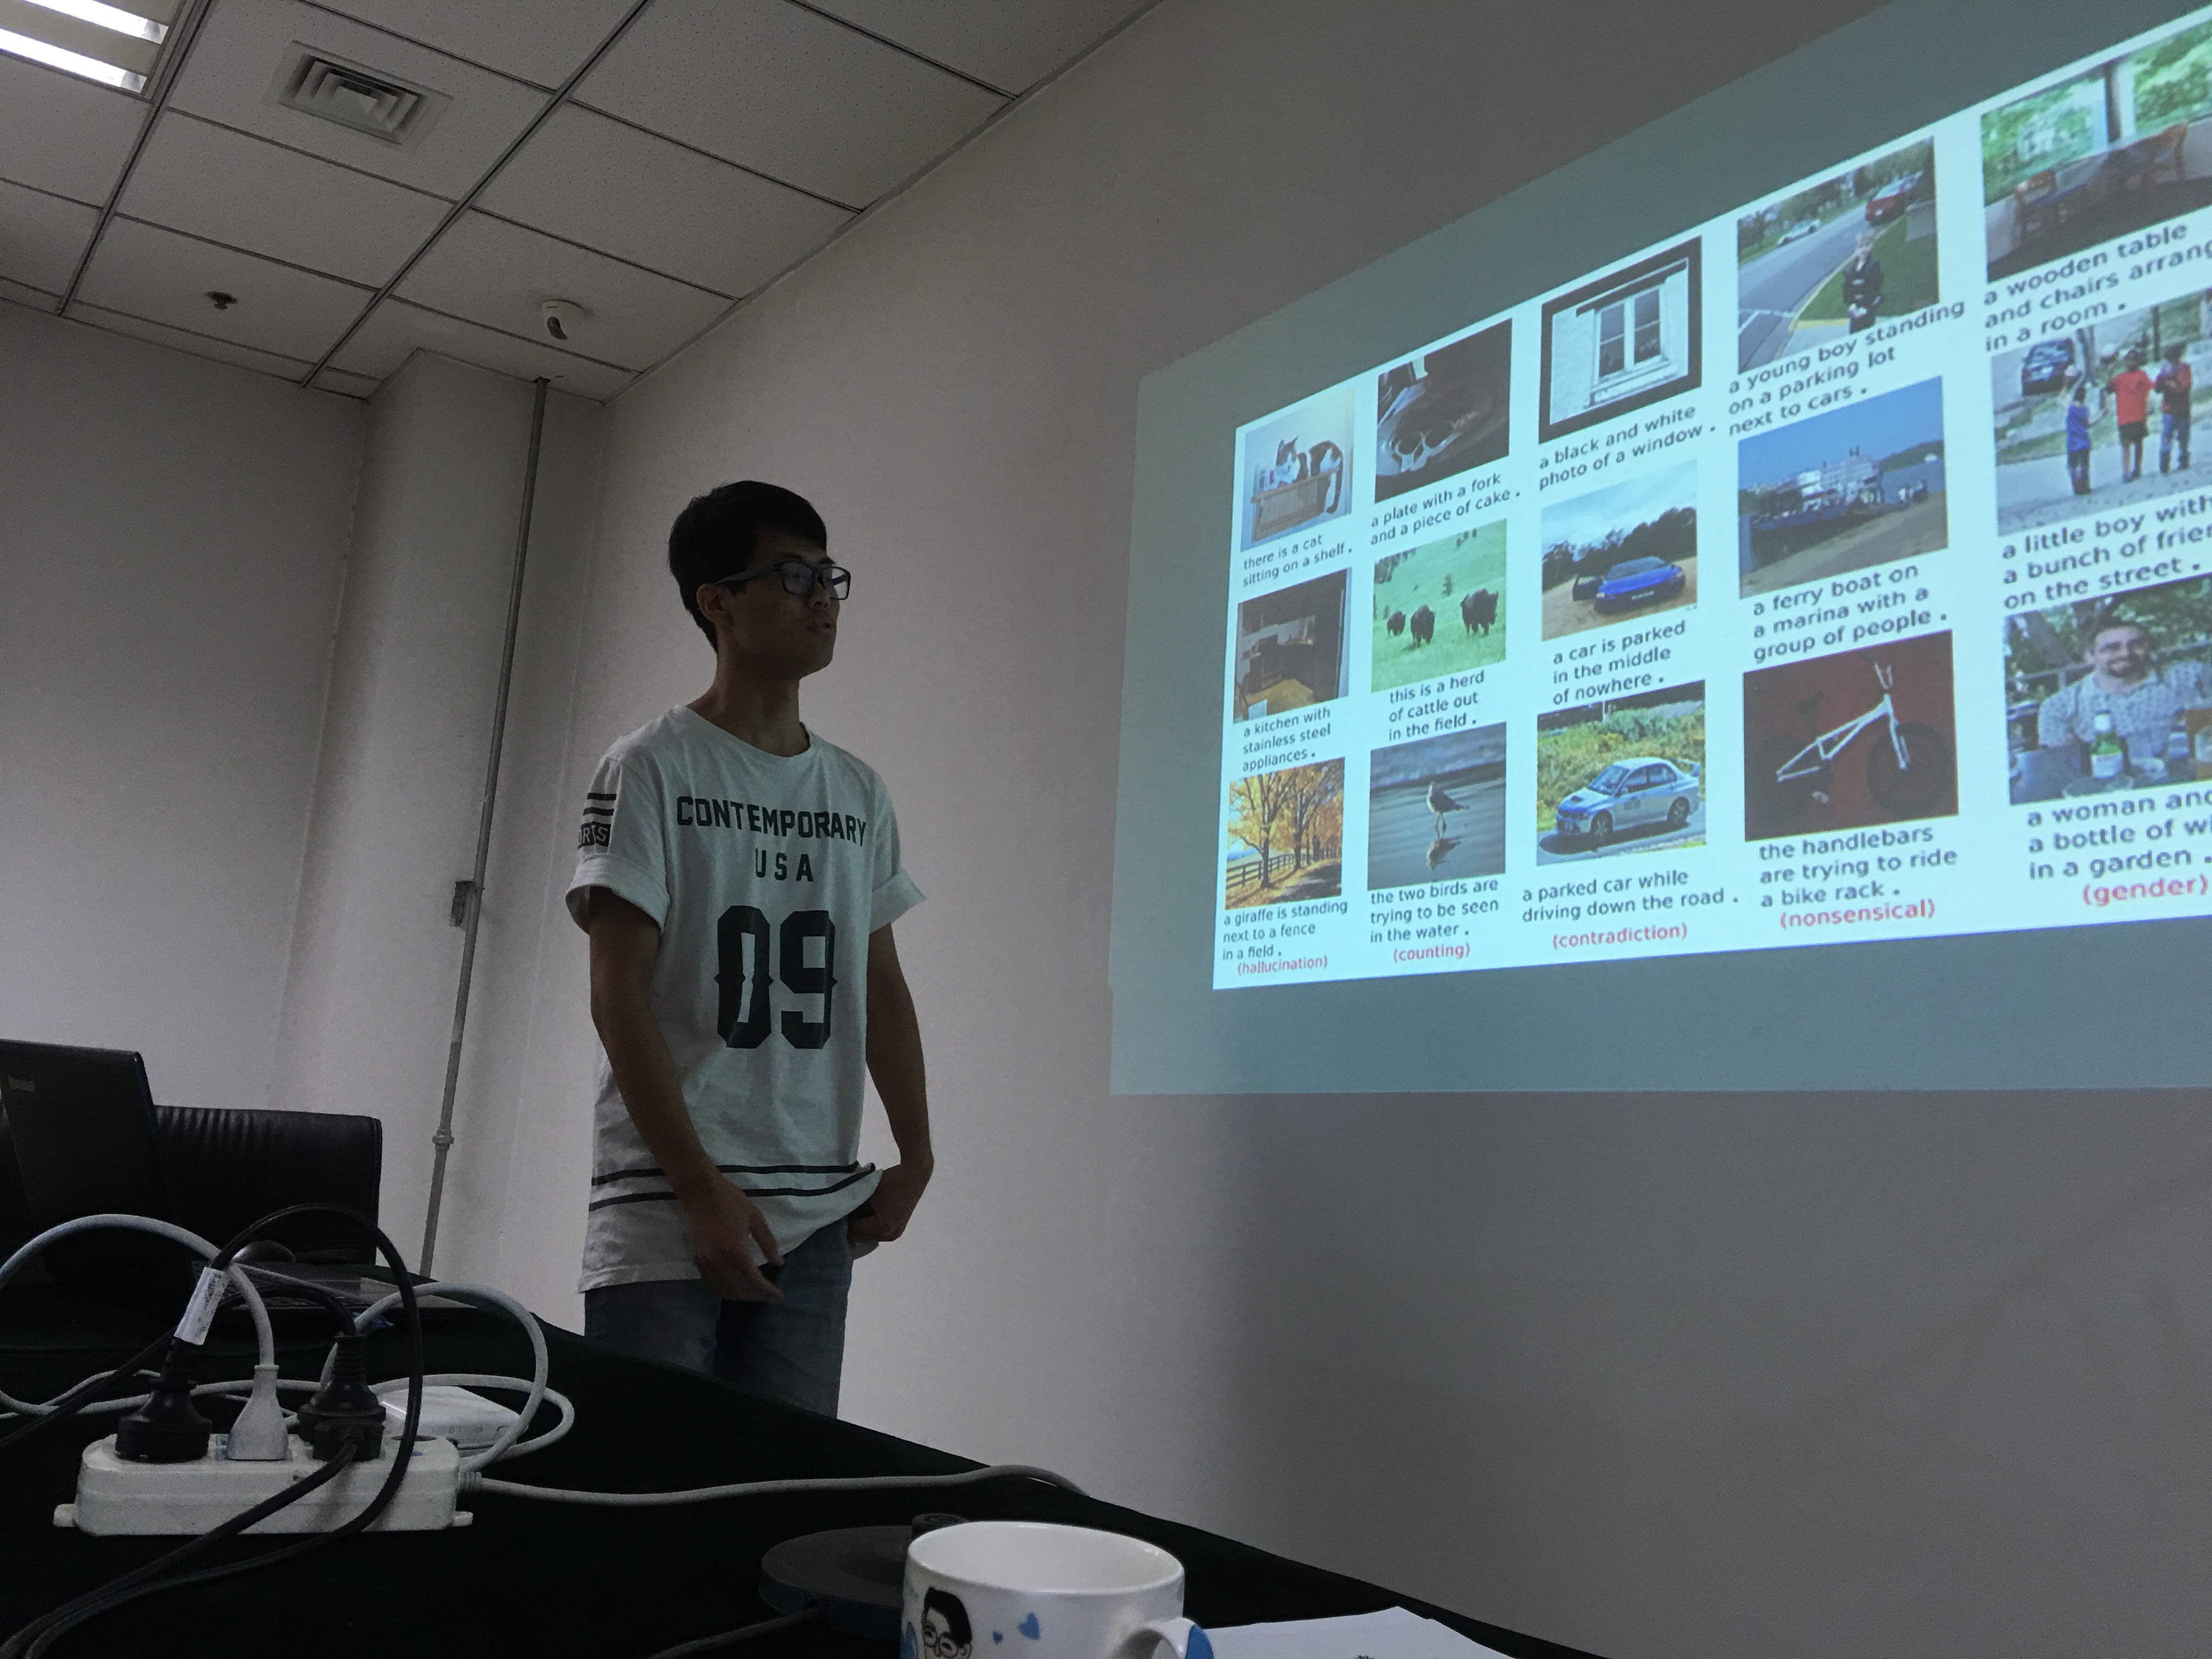 CONTEMPORARY
USA
09
there is a cat
sitting on a shelf .
a plate with a fork
and a piece of cake .
a black and white
photo of a window .
a young boy standing
on a parking lot
next to cars .
a wooden table
and chairs
in a room .
a kitchen with
stainless steel
appliances .
this is a herd
of cattle out
in the field .
a car is parked
in the middle
of nowhere .
a ferry boat on
a marina with a
group of people .
a little boy with
a bunch of
on the street .
a giraffe is standing
next to a fence
in a field .
(hallucination)
the two birds are
trying to be seen
in the water .
(counting)
a parked car while
driving down the road .
(contradiction)
the handlebars
are trying to ride
a bike rack .
(nonsensical)
a woman and
a bottle of
in a garden .
(gender)